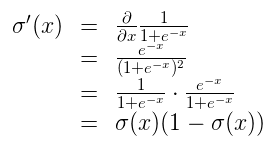 σ′(x) = ∂/∂x 1/(1+e^{-x})
= e^{-x}/(1+e^{-x})^2
= 1/(1+e^{-x}) · e^{-x}/(1+e^{-x})
= σ(x)(1 − σ(x))